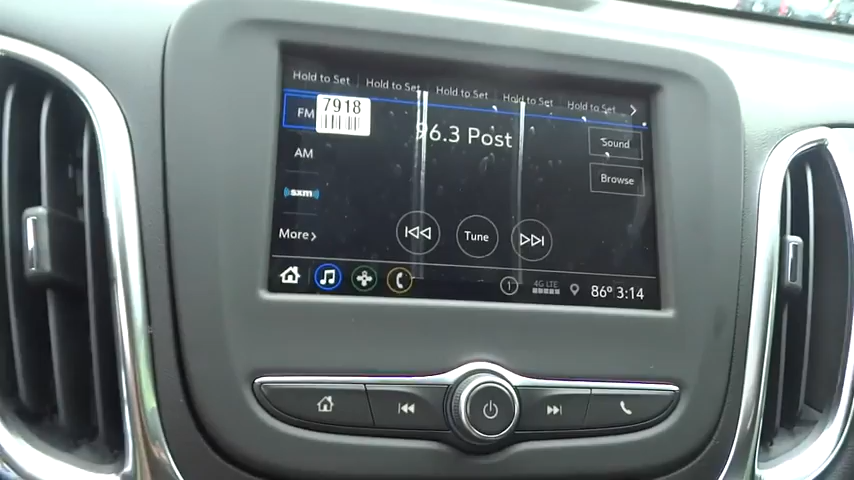 Hold to Set Hold to Set Hold to Set Hold to Set Hold to Set
FM
7918
96.3 Post
Sound
AM
Browse
sxm
More
Tune
1
4G LTE
86° 3:14